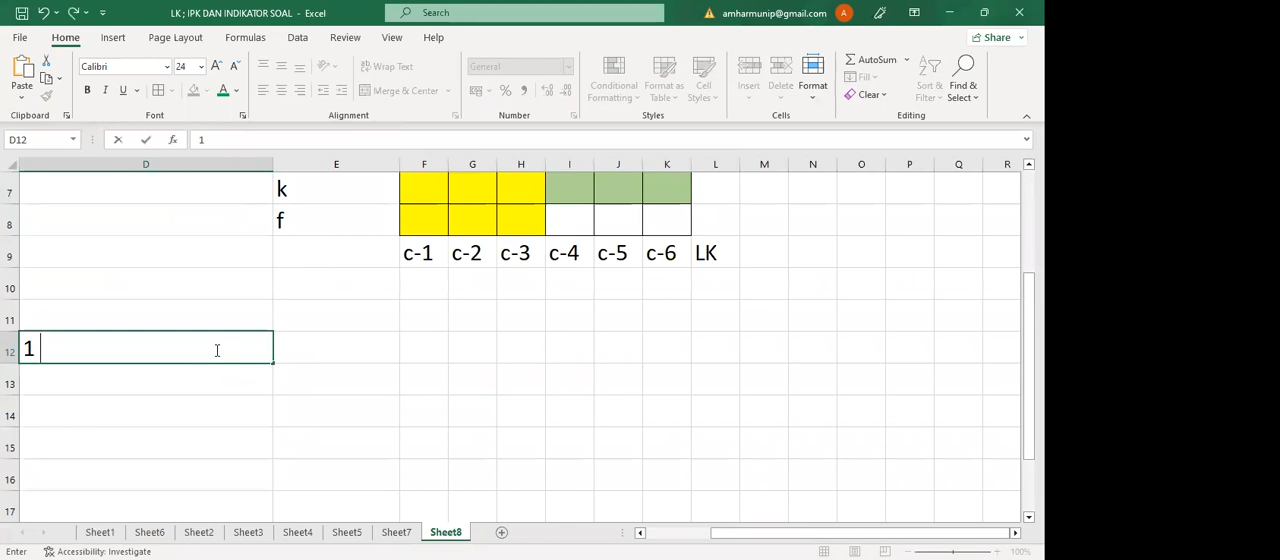 LK ; IPK DAN INDIKATOR SOAL - Excel
Search
amharmunip@gmail.com
A
File Home Insert Page Layout Formulas Data Review View Help
Share
Paste
Calibri 24
B I U
Wrap Text
Merge & Center
General
Conditional Formatting
Format as Table
Cell Styles
Insert
Delete
Format
AutoSum
Fill
Clear
Sort & Filter
Find & Select
Clipboard Font Alignment Number Styles Cells Editing
D12 fx 1
D E F G H I J K L M N O P Q R
7 k
8 f
9 c-1 c-2 c-3 c-4 c-5 c-6 LK
10
11
12 1
13
14
15
16
17
Sheet1 Sheet6 Sheet2 Sheet3 Sheet4 Sheet5 Sheet7 Sheet8
Enter Accessibility: Investigate 100%